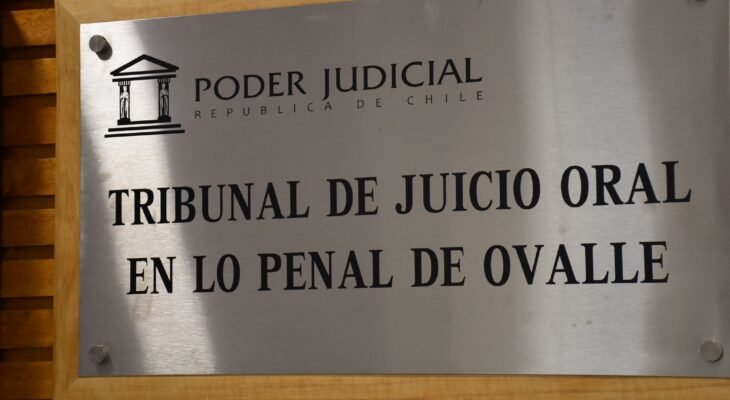 PODER JUDICIAL
REPUBLICA DE CHILE
TRIBUNAL DE JUICIO ORAL
EN LO PENAL DE OVALLE